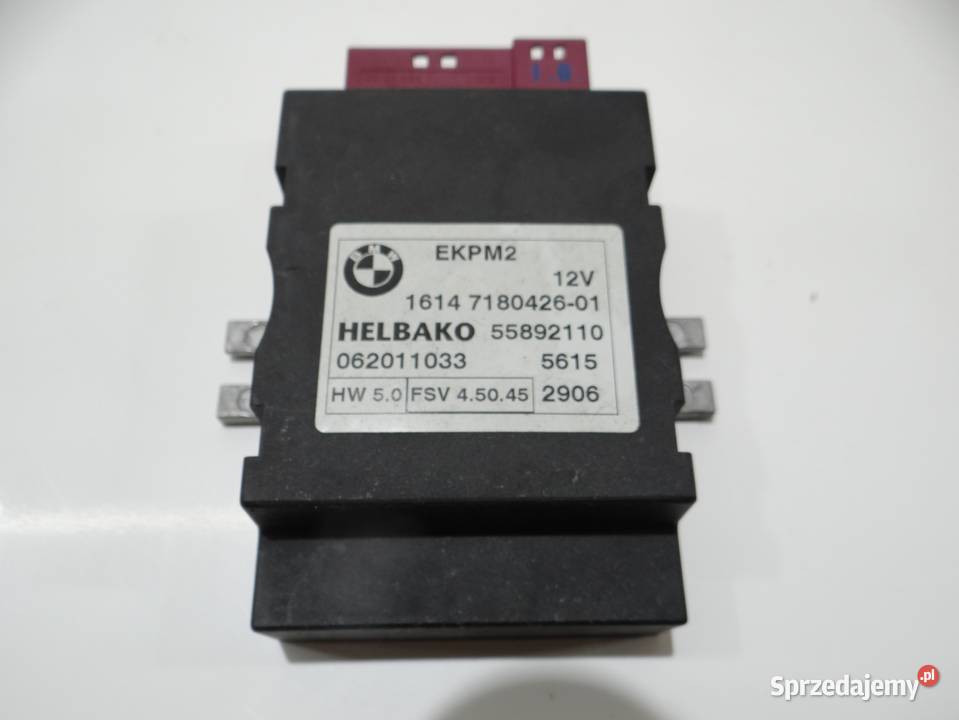 BMW
EKPM2
12V
1614 7180426-01
HELBAKO 55892110
062011033 5615
HW 5.0 FSV 4.50.45 2906
Sprzedajemy.pl